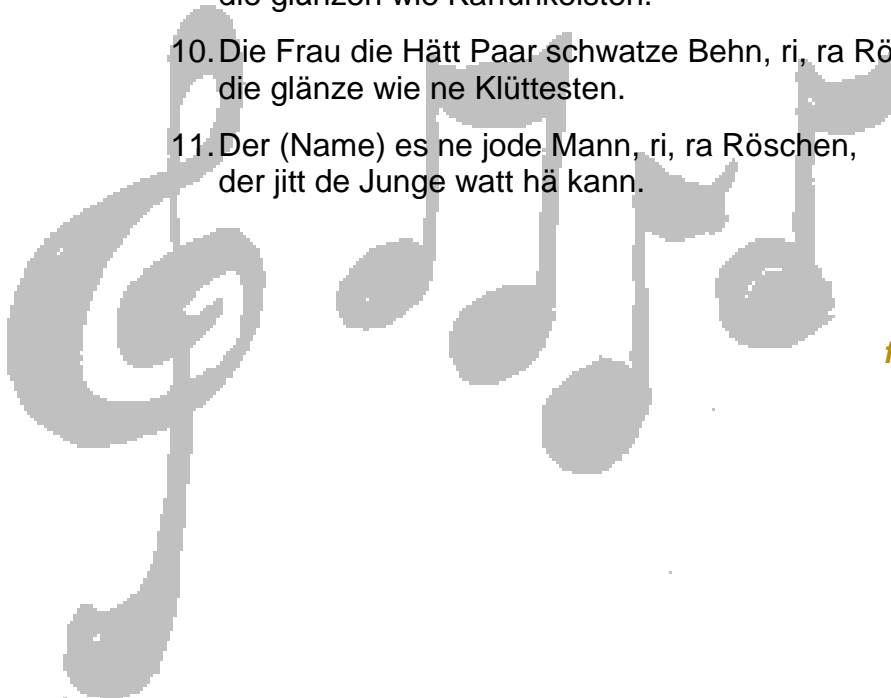 die glänzen wie Karfunkelsten.
10. Die Frau die Hätt Paar schwatze Behn, ri, ra Rö
die glänze wie ne Klüttesten.
11. Der (Name) es ne jode Mann, ri, ra Röschen,
der jitt de Junge watt hä kann.